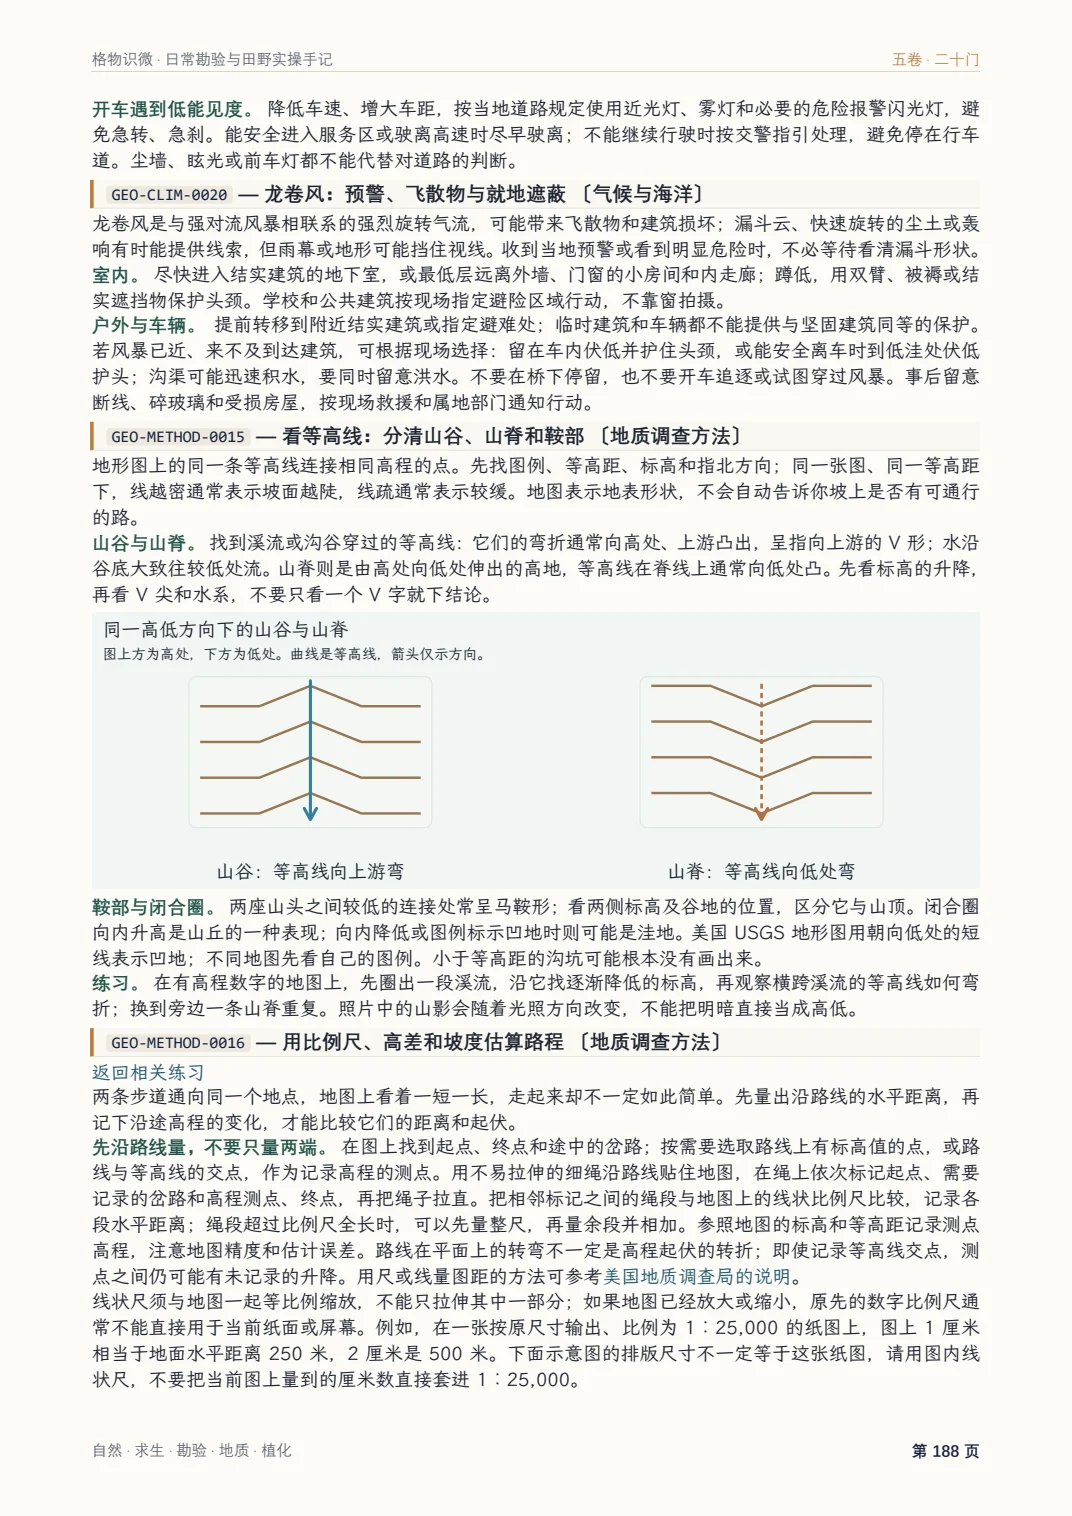 格物识微 · 日常勘验与田野实操手记
五卷 · 二十门
开车遇到低能见度。 降低车速、增大车距，按当地道路规定使用近光灯、雾灯和必要的危险报警闪光灯，避
免急转、急刹。能安全进入服务区或驶离高速时尽早驶离；不能继续行驶时按交警指引处理，避免停在行车
道。尘墙、眩光或前车灯都不能代替对道路的判断。
GEO-CLIM-0020 — 龙卷风：预警、飞散物与就地遮蔽 〔气候与海洋〕
龙卷风是与强对流风暴相联系的强烈旋转气流，可能带来飞散物和建筑损坏；漏斗云、快速旋转的尘土或轰
响有时能提供线索，但雨幕或地形可能挡住视线。收到当地预警或看到明显危险时，不必等待看清漏斗形状。
室内。 尽快进入结实建筑的地下室，或最低层远离外墙、门窗的小房间和内走廊；蹲低，用双臂、被褥或结
实遮挡物保护头颈。学校和公共建筑按现场指定避险区域行动，不靠窗拍摄。
户外与车辆。 提前转移到附近结实建筑或指定避难处；临时建筑和车辆都不能提供与坚固建筑同等的保护。
若风暴已近、来不及到达建筑，可根据现场选择：留在车内伏低并护住头颈，或能安全离车时到低洼处伏低
护头；沟渠可能迅速积水，要同时留意洪水。不要在桥下停留，也不要开车追逐或试图穿过风暴。事后留意
断线、碎玻璃和受损房屋，按现场救援和属地部门通知行动。
GEO-METHOD-0015 — 看等高线：分清山谷、山脊和鞍部 〔地质调查方法〕
地形图上的同一条等高线连接相同高程的点。先找图例、等高距、标高和指北方向；同一张图、同一等高距
下，线越密通常表示坡面越陡，线疏通常表示较缓。地图表示地表形状，不会自动告诉你坡上是否有可通行
的路。
山谷与山脊。 找到溪流或沟谷穿过的等高线：它们的弯折通常向高处、上游凸出，呈指向上游的 V 形；水沿
谷底大致往较低处流。山脊则是由高处向低处伸出的高地，等高线在脊线上通常向低处凸。先看标高的升降，
再看 V 尖和水系，不要只看一个 V 字就下结论。
同一高低方向下的山谷与山脊
图上方为高处，下方为低处。曲线是等高线，箭头仅示方向。
山谷：等高线向上游弯
山脊：等高线向低处弯
鞍部与闭合圈。 两座山头之间较低的连接处常呈马鞍形；看两侧标高及谷地的位置，区分它与山顶。闭合圈
向内升高是山丘的一种表现；向内降低或图例标示凹地时则可能是洼地。美国 USGS 地形图用朝向低处的短
线表示凹地；不同地图先看自己的图例。小于等高距的沟坑可能根本没有画出来。
练习。 在有高程数字的地图上，先圈出一段溪流，沿它找逐渐降低的标高，再观察横跨溪流的等高线如何弯
折；换到旁边一条山脊重复。照片中的山影会随着光照方向改变，不能把明暗直接当成高低。
GEO-METHOD-0016 — 用比例尺、高差和坡度估算路程 〔地质调查方法〕
返回相关练习
两条步道通向同一个地点，地图上看着一短一长，走起来却不一定如此简单。先量出沿路线的水平距离，再
记下沿途高程的变化，才能比较它们的距离和起伏。
先沿路线量，不要只量两端。 在图上找到起点、终点和途中的岔路；按需要选取路线上有标高值的点，或路
线与等高线的交点，作为记录高程的测点。用不易拉伸的细绳沿路线贴住地图，在绳上依次标记起点、需要
记录的岔路和高程测点、终点，再把绳子拉直。把相邻标记之间的绳段与地图上的线状比例尺比较，记录各
段水平距离；绳段超过比例尺全长时，可以先量整尺，再量余段并相加。参照地图的标高和等高距记录测点
高程，注意地图精度和估计误差。路线在平面上的转弯不一定是高程起伏的转折；即使记录等高线交点，测
点之间仍可能有未记录的升降。用尺或线量图距的方法可参考美国地质调查局的说明。
线状尺须与地图一起等比例缩放，不能只拉伸其中一部分；如果地图已经放大或缩小，原先的数字比例尺通
常不能直接用于当前纸面或屏幕。例如，在一张按原尺寸输出、比例为 1∶25,000 的纸图上，图上 1 厘米
相当于地面水平距离 250 米，2 厘米是 500 米。下面示意图的排版尺寸不一定等于这张纸图，请用图内线
状尺，不要把当前图上量到的厘米数直接套进 1∶25,000。
自然 · 求生 · 勘验 · 地质 · 植化
第 188 页